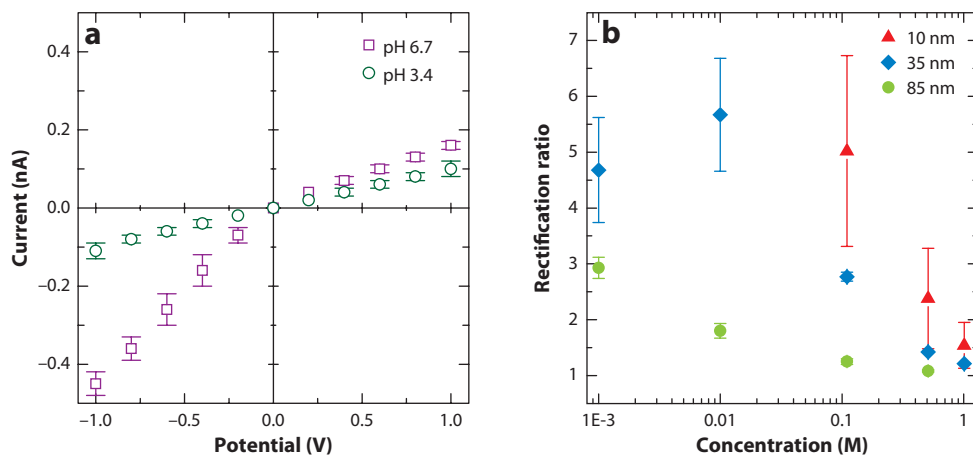 a
pH 6.7
pH 3.4
Current (nA)
0.4
0.2
0.0
−0.2
−0.4
−1.0 −0.5 0.0 0.5 1.0
Potential (V)
b
10 nm
35 nm
85 nm
Rectification ratio
7
6
5
4
3
2
1
1E-3 0.01 0.1 1
Concentration (M)